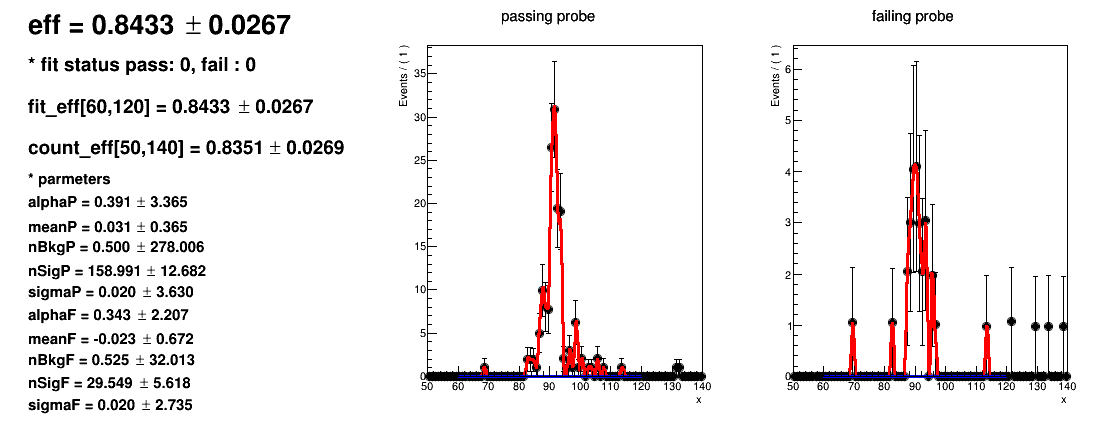 eff = 0.8433 ± 0.0267
* fit status pass: 0, fail : 0
fit_eff[60,120] = 0.8433 ± 0.0267
count_eff[50,140] = 0.8351 ± 0.0269
* parmeters
alphaP = 0.391 ± 3.365
meanP = 0.031 ± 0.365
nBkgP = 0.500 ± 278.006
nSigP = 158.991 ± 12.682
sigmaP = 0.020 ± 3.630
alphaF = 0.343 ± 2.207
meanF = -0.023 ± 0.672
nBkgF = 0.525 ± 32.013
nSigF = 29.549 ± 5.618
sigmaF = 0.020 ± 2.735
passing probe
Events / ( 1 )
35
30
25
20
15
10
5
0
50 60 70 80 90 100 110 120 130 140
x
failing probe
Events / ( 1 )
6
5
4
3
2
1
0
50 60 70 80 90 100 110 120 130 140
x